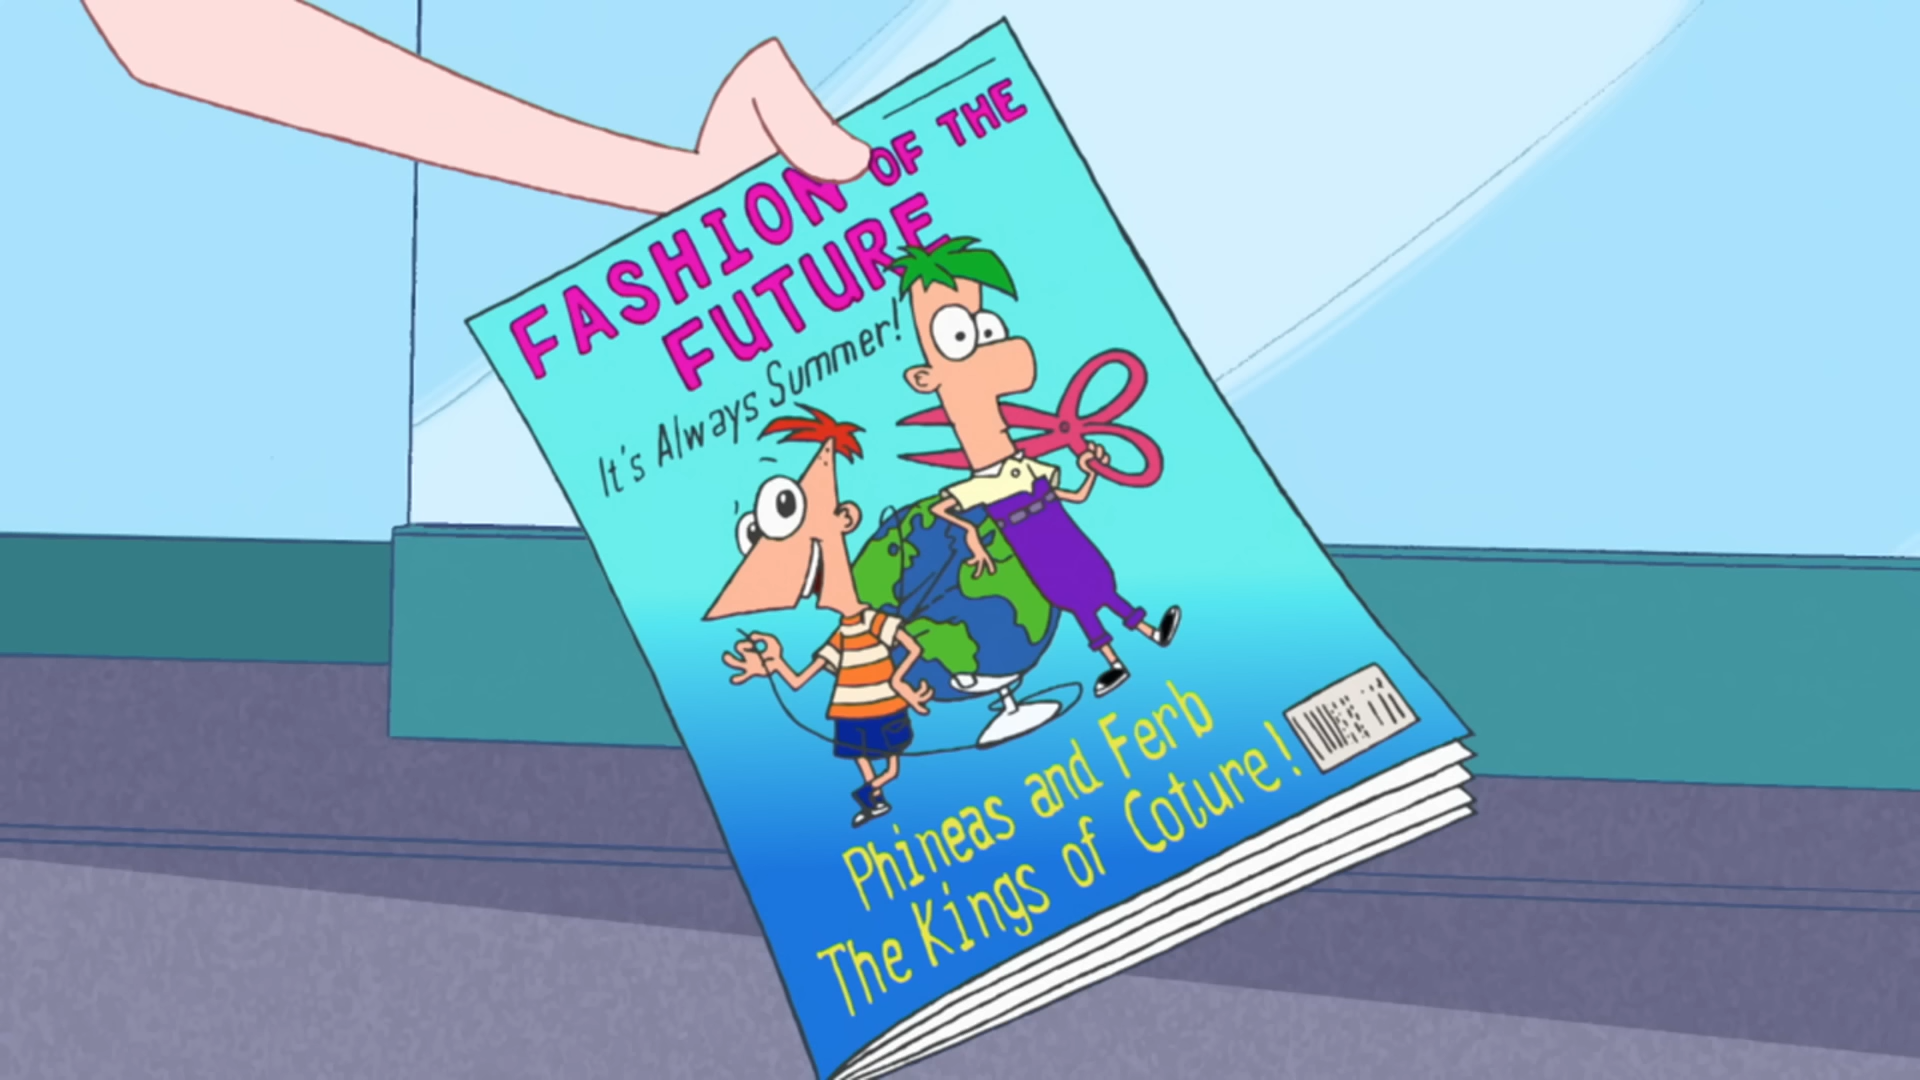 FASHION OF THE
FUTURE
It's Always Summer!
Phineas and Ferb
The Kings of Coture!